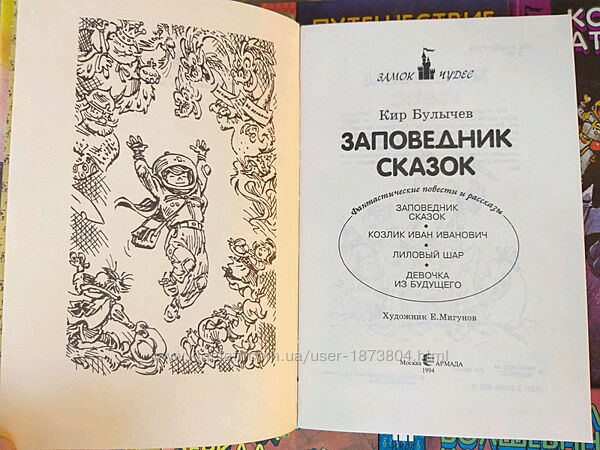 ПУТЕШЕСТВИЕ
ЗАМОК ЧУДЕС
Кир Булычев
ЗАПОВЕДНИК
СКАЗОК
Фантастические повести и рассказы
ЗАПОВЕДНИК
СКАЗОК
КОЗЛИК ИВАН ИВАНОВИЧ
ЛИЛОВЫЙ ШАР
ДЕВОЧКА
ИЗ БУДУЩЕГО
Художник Е.Мигунов
Москва АРМАДА
1994